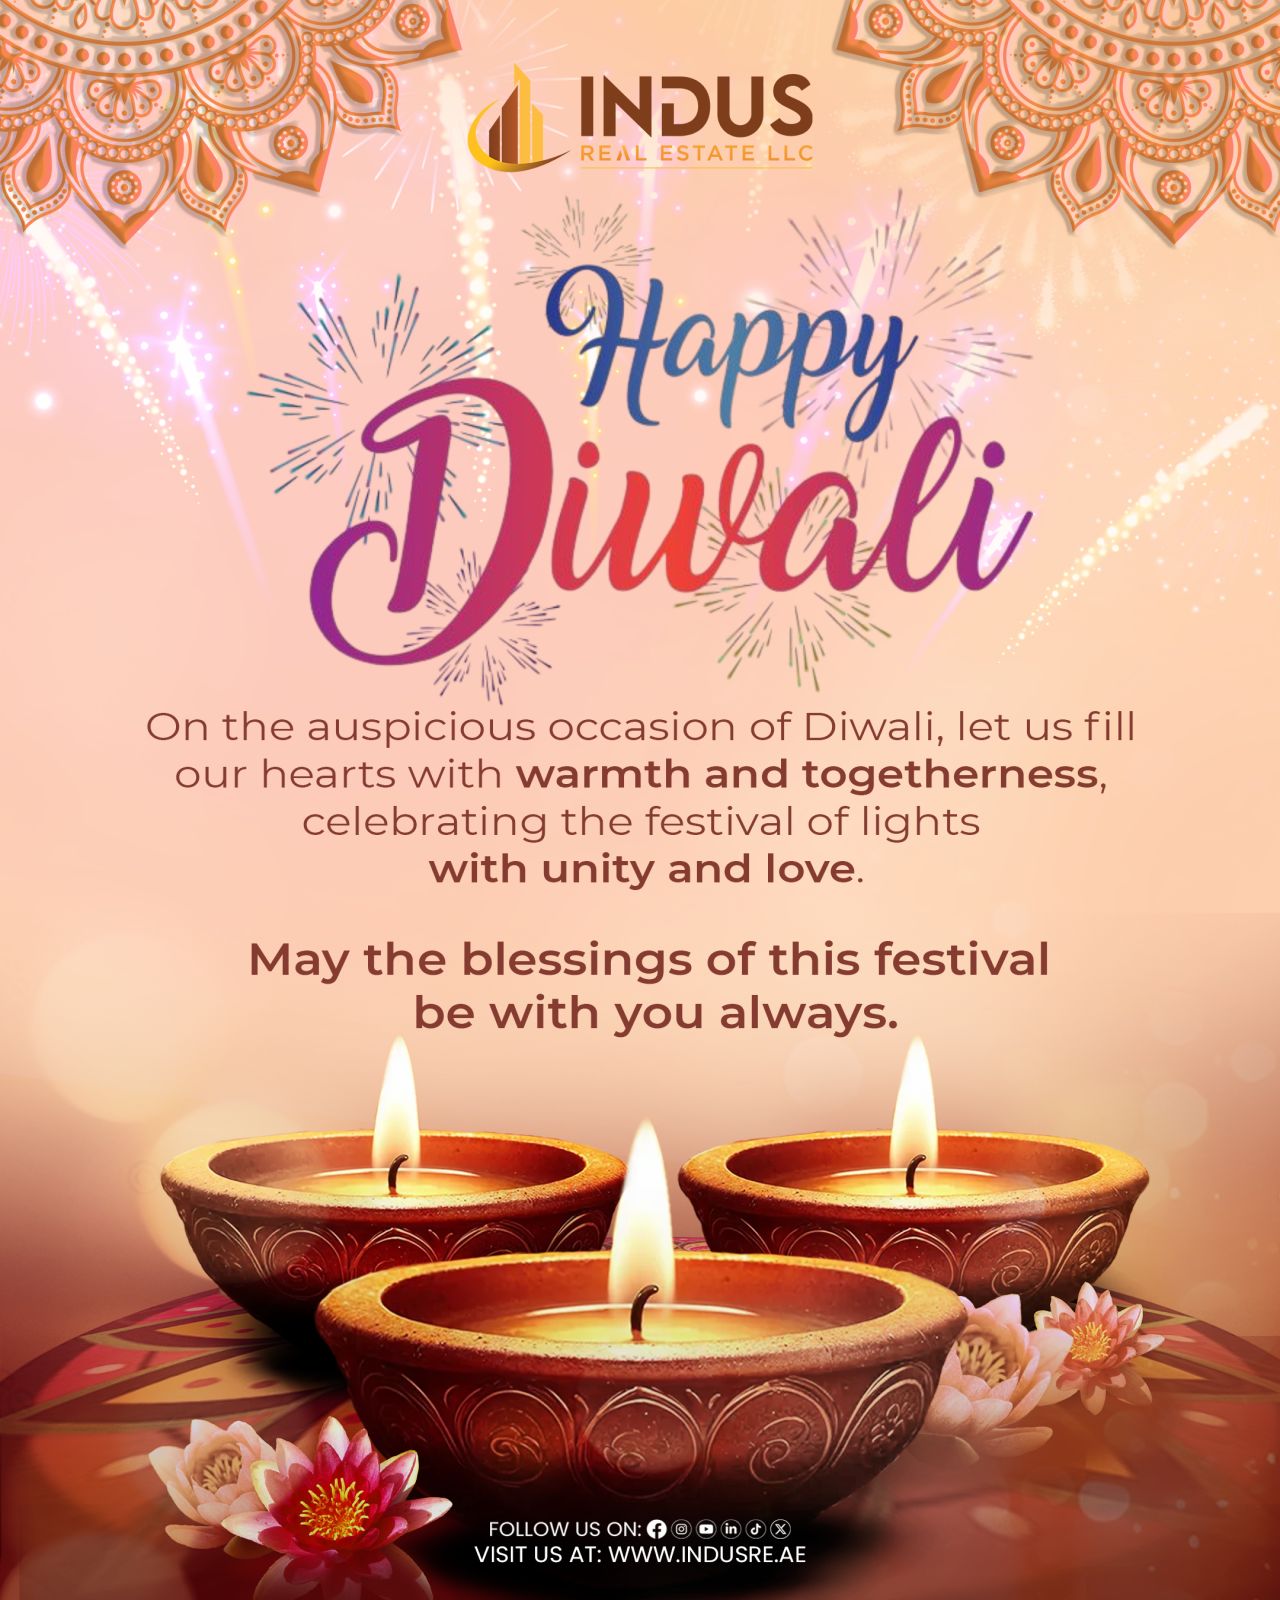 INDUS
REAL ESTATE LLC
Happy
Diwali
On the auspicious occasion of Diwali, let us fill
our hearts with warmth and togetherness,
celebrating the festival of lights
with unity and love.
May the blessings of this festival
be with you always.
FOLLOW US ON:
VISIT US AT: WWW.INDUSRE.AE